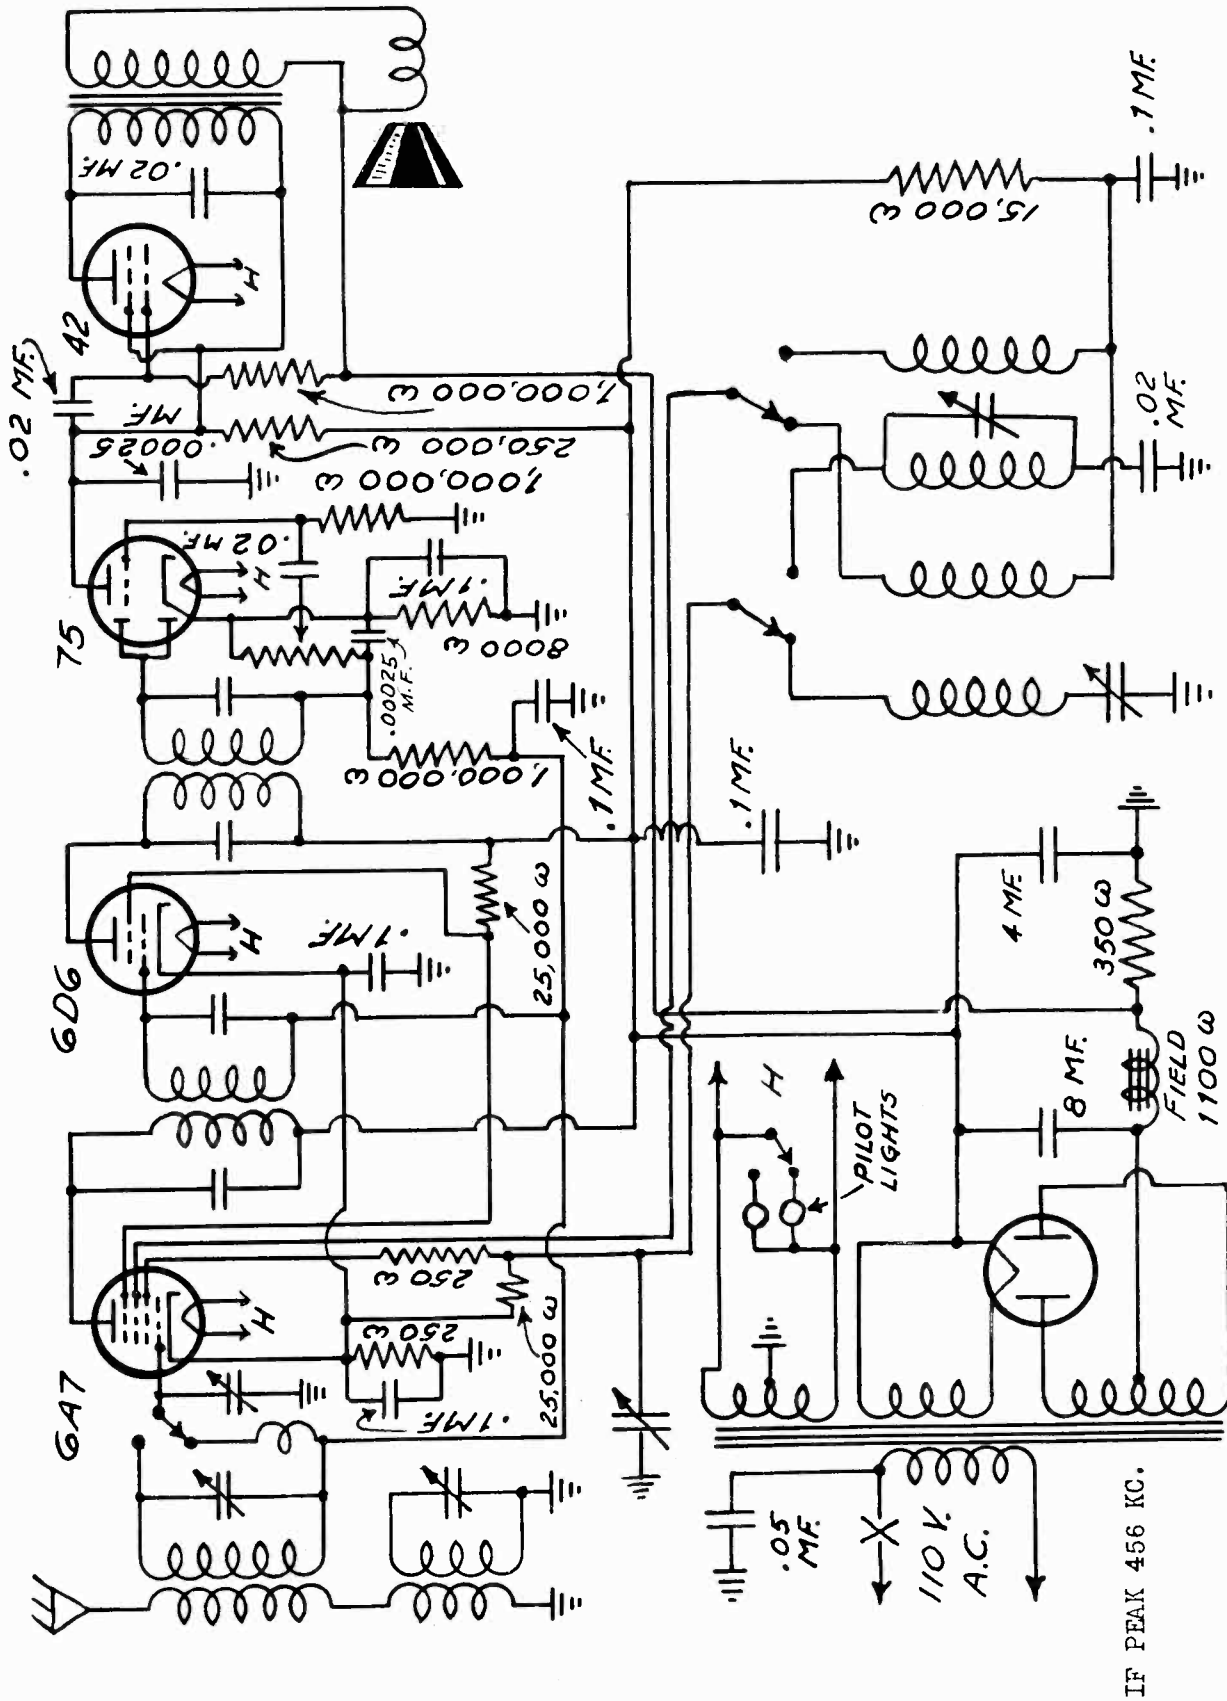 6A7
6D6
75
42
.02 MF.
.02 MF.
.00025
MF.
1,000,000 ω
250,000 ω
1,000,000 ω
.02 MF.
H
H
H
H
.1 MF.
8000 ω
.00025
M.F.
1,000,000 ω
.1 MF.
.1 MF.
25,000 ω
250 ω
250 ω
.1 MF.
25,000 ω
.1 MF.
15,000 ω
.1 MF.
.02
MF.
4 MF.
350 ω
8 MF.
FIELD
1100 ω
H
PILOT
LIGHTS
.05
MF.
110 V.
A.C.
IF PEAK 456 KC.